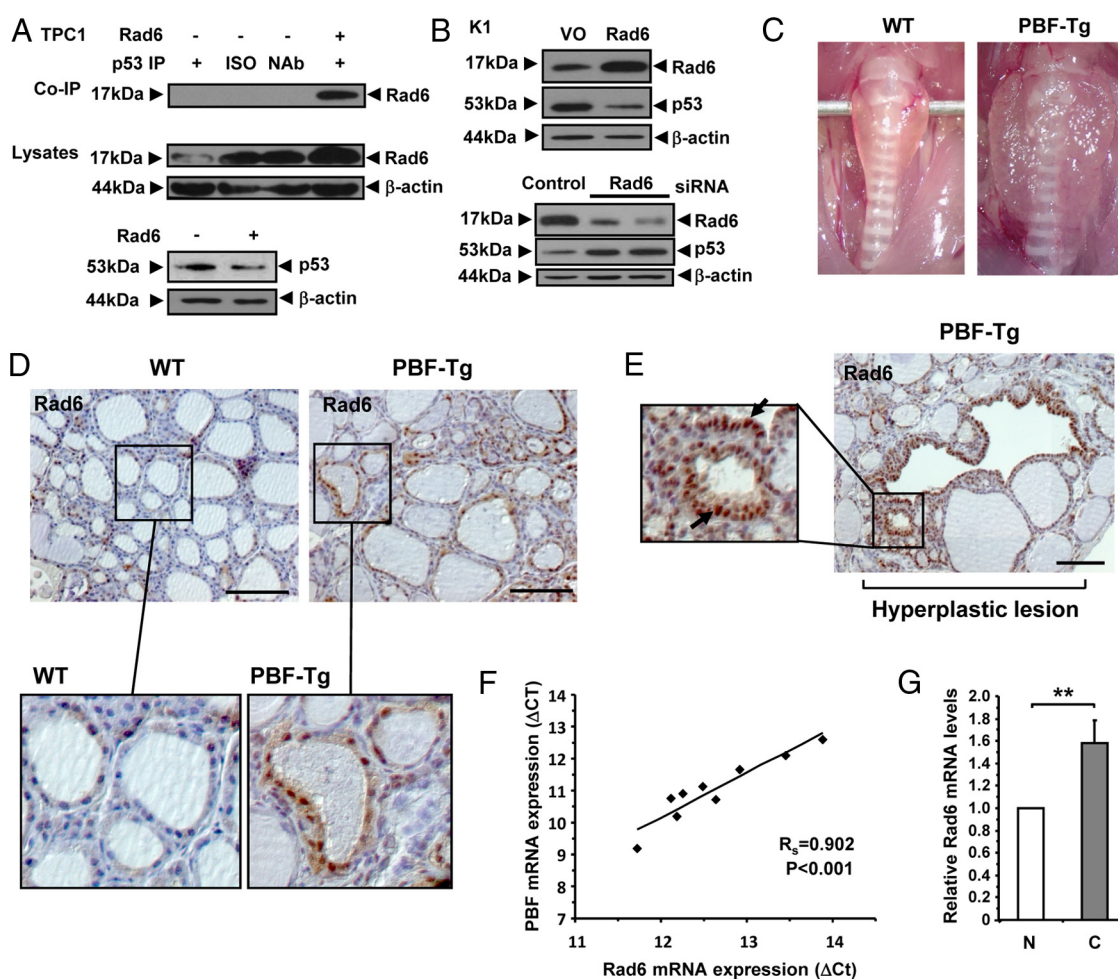 A
TPC1 Rad6 - - - +
p53 IP + ISO NAb +
Co-IP 17kDa Rad6
Lysates 17kDa Rad6
44kDa β-actin
Rad6 - +
53kDa p53
44kDa β-actin
B
K1 VO Rad6
17kDa Rad6
53kDa p53
44kDa β-actin
Control Rad6 siRNA
17kDa Rad6
53kDa p53
44kDa β-actin
C
WT PBF-Tg
D
WT PBF-Tg
Rad6
WT PBF-Tg
E
PBF-Tg
Rad6
Hyperplastic lesion
F
PBF mRNA expression (ΔCT)
14
13
12
11
10
9
8
7
Rs=0.902
P<0.001
11 12 13 14
Rad6 mRNA expression (ΔCt)
G
Relative Rad6 mRNA levels
2.0
1.8
1.6
1.4
1.2
1.0
0.8
0.6
0.4
0.2
0
**
N C